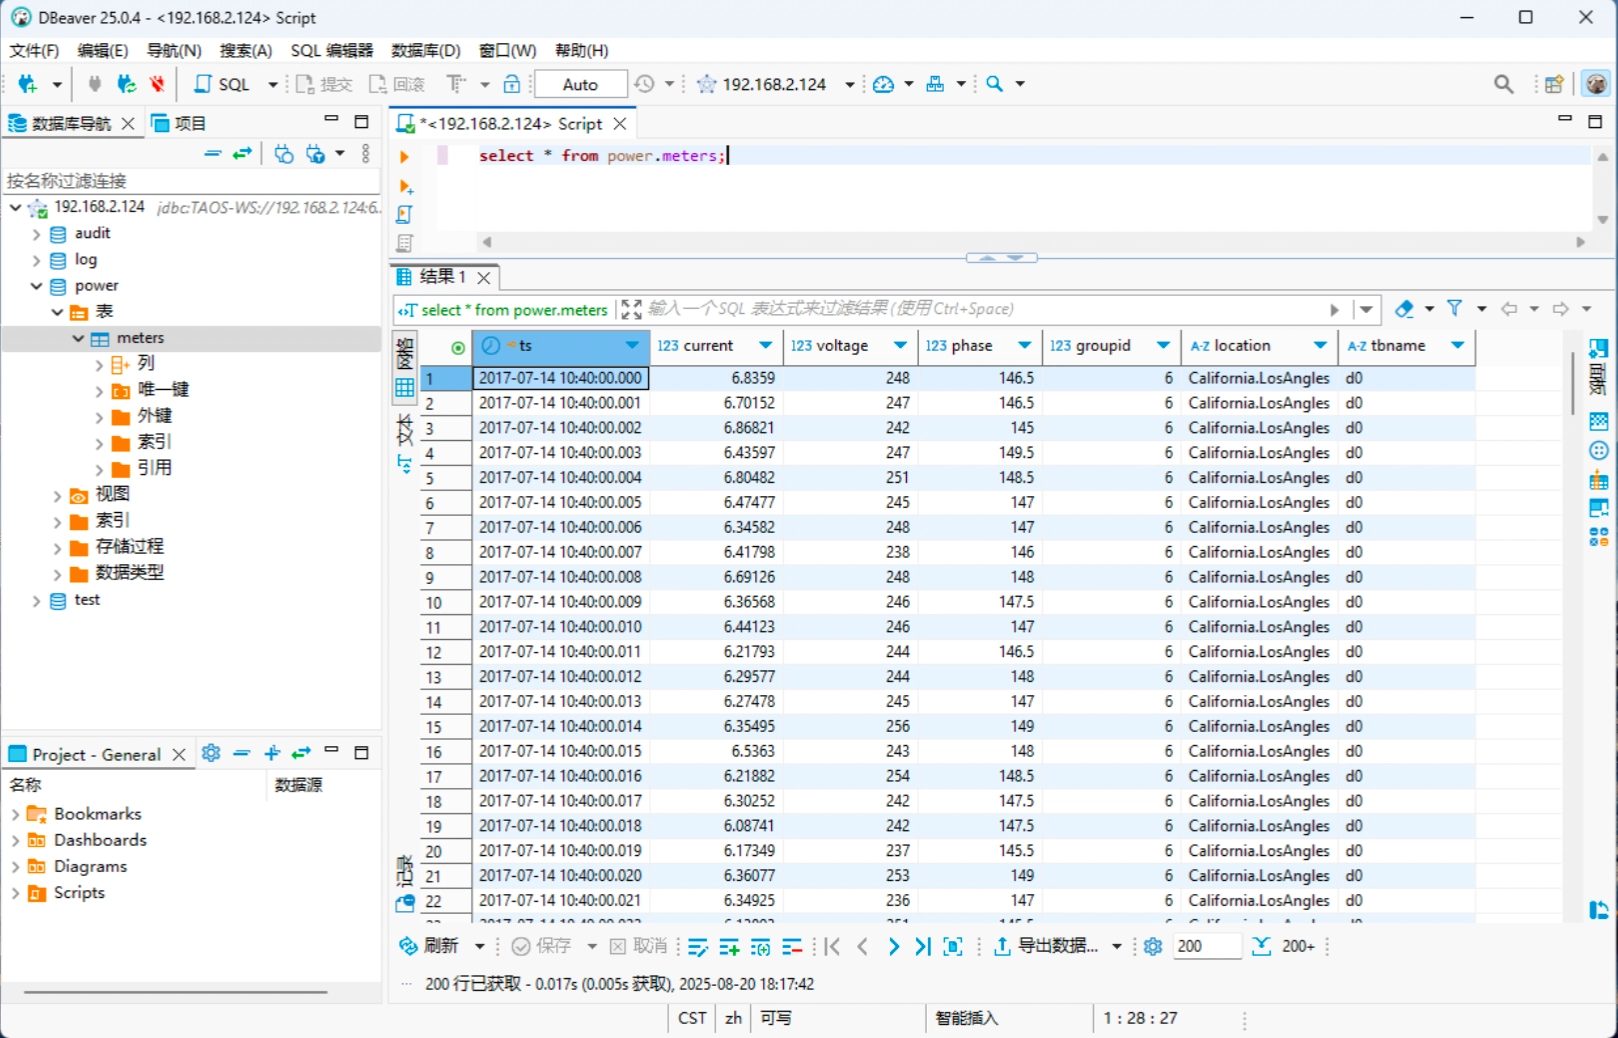 DBeaver 25.0.4 - <192.168.2.124> Script
文件(F) 编辑(E) 导航(N) 搜索(A) SQL 编辑器 数据库(D) 窗口(W) 帮助(H)
SQL 提交 回滚 Auto 192.168.2.124
数据库导航 项目
按名称过滤连接
192.168.2.124 jdbc:TAOS-WS://192.168.2.124:6..
audit
log
power
表
meters
列
唯一键
外键
索引
引用
视图
索引
存储过程
数据类型
test
Project - General
名称 数据源
Bookmarks
Dashboards
Diagrams
Scripts
*<192.168.2.124> Script
select * from power.meters;
结果 1
select * from power.meters 输入一个 SQL 表达式来过滤结果 (使用 Ctrl+Space)
网格
文本
记录
面板
ts 123 current 123 voltage 123 phase 123 groupid A-Z location A-Z tbname
1 2017-07-14 10:40:00.000 6.8359 248 146.5 6 California.LosAngles d0
2 2017-07-14 10:40:00.001 6.70152 247 146.5 6 California.LosAngles d0
3 2017-07-14 10:40:00.002 6.86821 242 145 6 California.LosAngles d0
4 2017-07-14 10:40:00.003 6.43597 247 149.5 6 California.LosAngles d0
5 2017-07-14 10:40:00.004 6.80482 251 148.5 6 California.LosAngles d0
6 2017-07-14 10:40:00.005 6.47477 245 147 6 California.LosAngles d0
7 2017-07-14 10:40:00.006 6.34582 248 147 6 California.LosAngles d0
8 2017-07-14 10:40:00.007 6.41798 238 146 6 California.LosAngles d0
9 2017-07-14 10:40:00.008 6.69126 248 148 6 California.LosAngles d0
10 2017-07-14 10:40:00.009 6.36568 246 147.5 6 California.LosAngles d0
11 2017-07-14 10:40:00.010 6.44123 246 147 6 California.LosAngles d0
12 2017-07-14 10:40:00.011 6.21793 244 146.5 6 California.LosAngles d0
13 2017-07-14 10:40:00.012 6.29577 244 148 6 California.LosAngles d0
14 2017-07-14 10:40:00.013 6.27478 245 147 6 California.LosAngles d0
15 2017-07-14 10:40:00.014 6.35495 256 149 6 California.LosAngles d0
16 2017-07-14 10:40:00.015 6.5363 243 148 6 California.LosAngles d0
17 2017-07-14 10:40:00.016 6.21882 254 148.5 6 California.LosAngles d0
18 2017-07-14 10:40:00.017 6.30252 242 147.5 6 California.LosAngles d0
19 2017-07-14 10:40:00.018 6.08741 242 147.5 6 California.LosAngles d0
20 2017-07-14 10:40:00.019 6.17349 237 145.5 6 California.LosAngles d0
21 2017-07-14 10:40:00.020 6.36077 253 149 6 California.LosAngles d0
22 2017-07-14 10:40:00.021 6.34925 236 147 6 California.LosAngles d0
刷新 保存 取消 导出数据... 200 200+
... 200 行已获取 - 0.017s (0.005s 获取), 2025-08-20 18:17:42
CST zh 可写 智能插入 1 : 28 : 27